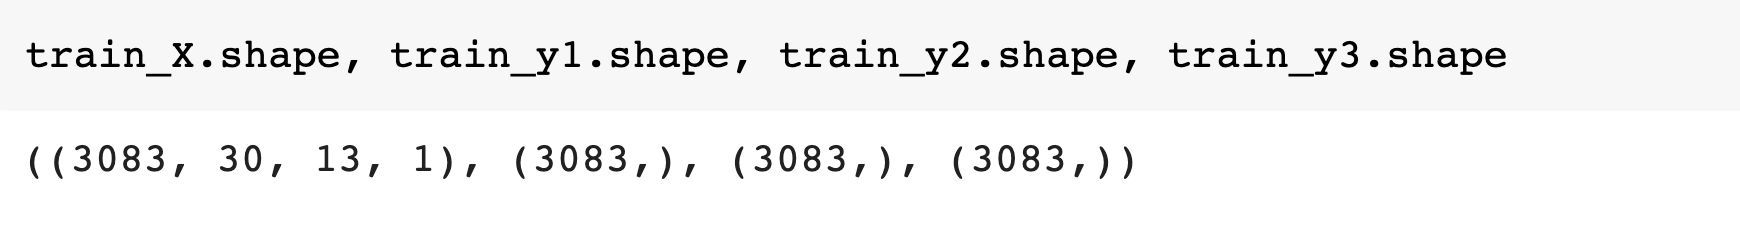 train_X.shape, train_y1.shape, train_y2.shape, train_y3.shape
((3083, 30, 13, 1), (3083,), (3083,), (3083,))